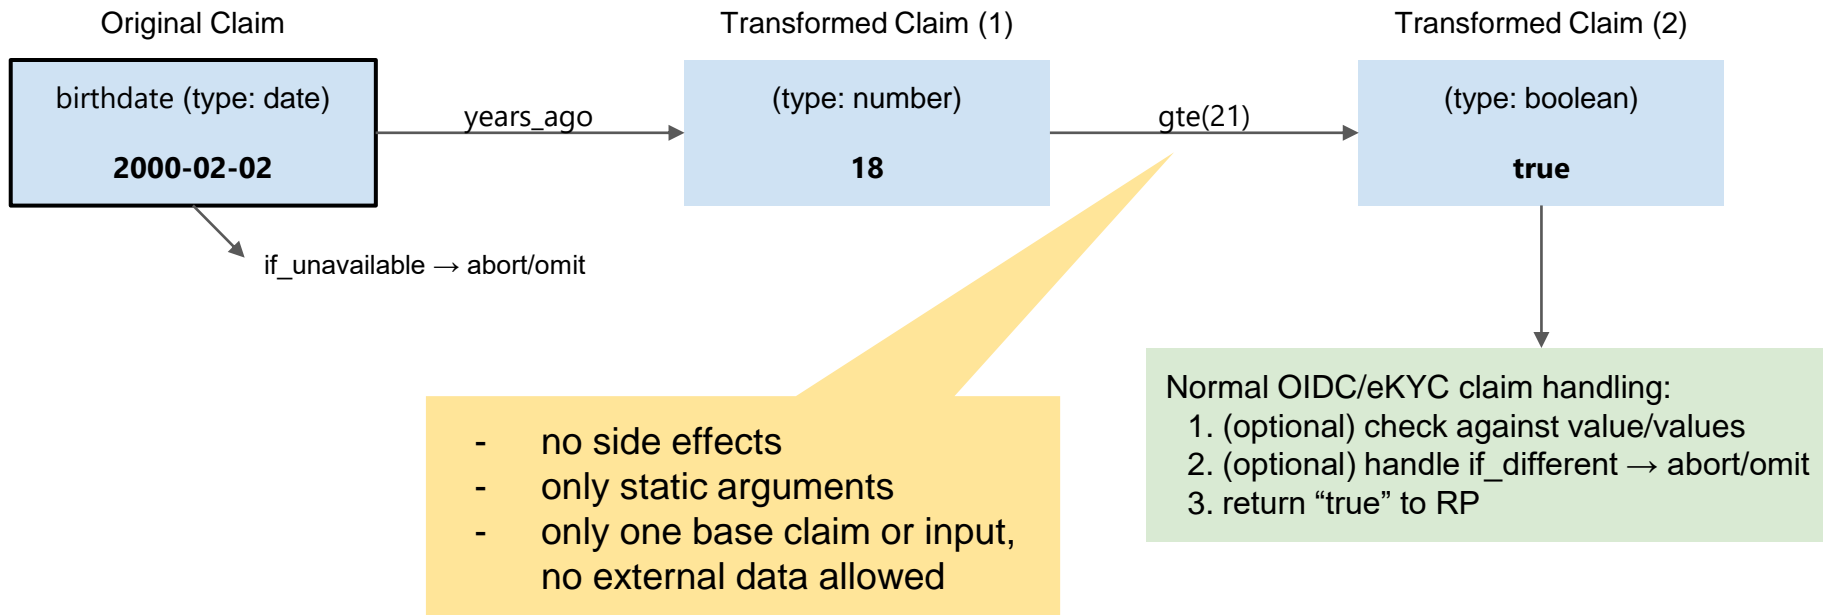 Original Claim
Transformed Claim (1)
Transformed Claim (2)
birthdate (type: date)
2000-02-02
years_ago
(type: number)
18
gte(21)
(type: boolean)
true
if_unavailable → abort/omit
- no side effects
- only static arguments
- only one base claim or input,
no external data allowed
Normal OIDC/eKYC claim handling:
1. (optional) check against value/values
2. (optional) handle if_different → abort/omit
3. return “true” to RP